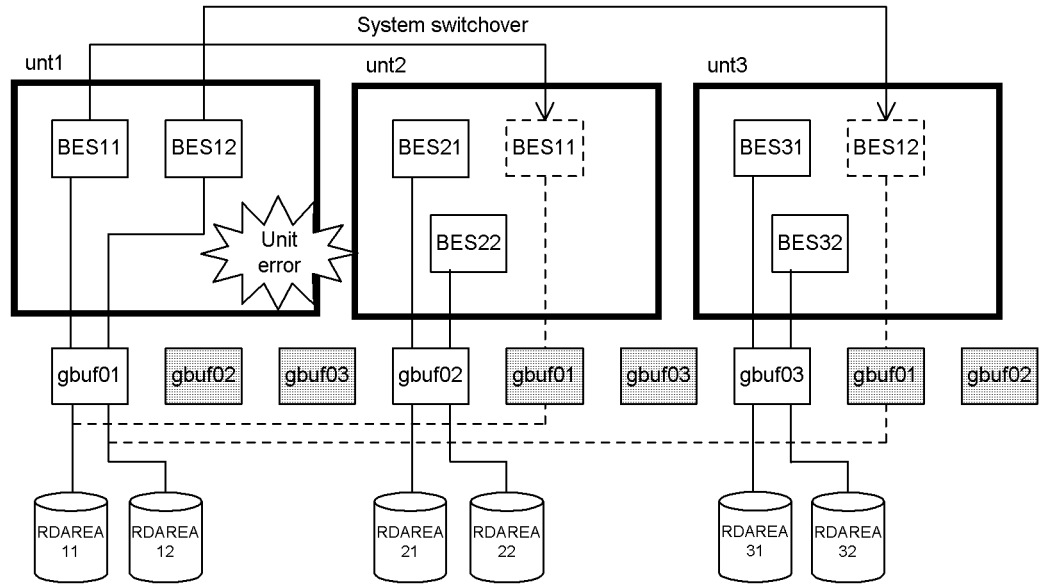 System switchover
unt1
unt2
unt3
BES11
BES12
BES21
BES11
BES31
BES12
Unit
error
BES22
BES32
gbuf01
gbuf02
gbuf03
gbuf02
gbuf01
gbuf03
gbuf03
gbuf01
gbuf02
RDAREA
11
RDAREA
12
RDAREA
21
RDAREA
22
RDAREA
31
RDAREA
32